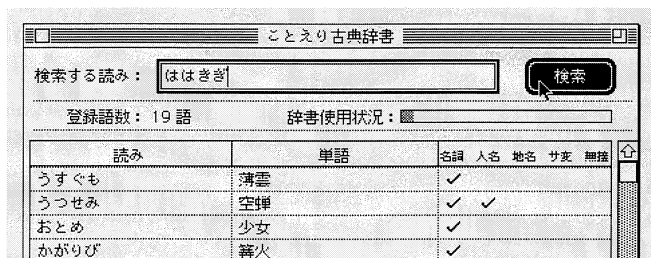 ことえり古典辞書
検索する読み： ははきぎ 検索
登録語数：19 語 辞書使用状況：
読み 単語 名詞 人名 地名 サ変 無接
うすぐも 薄雲 ✓
うつせみ 空蝉 ✓ ✓
おとめ 少女 ✓
かがりび 篝火 ✓